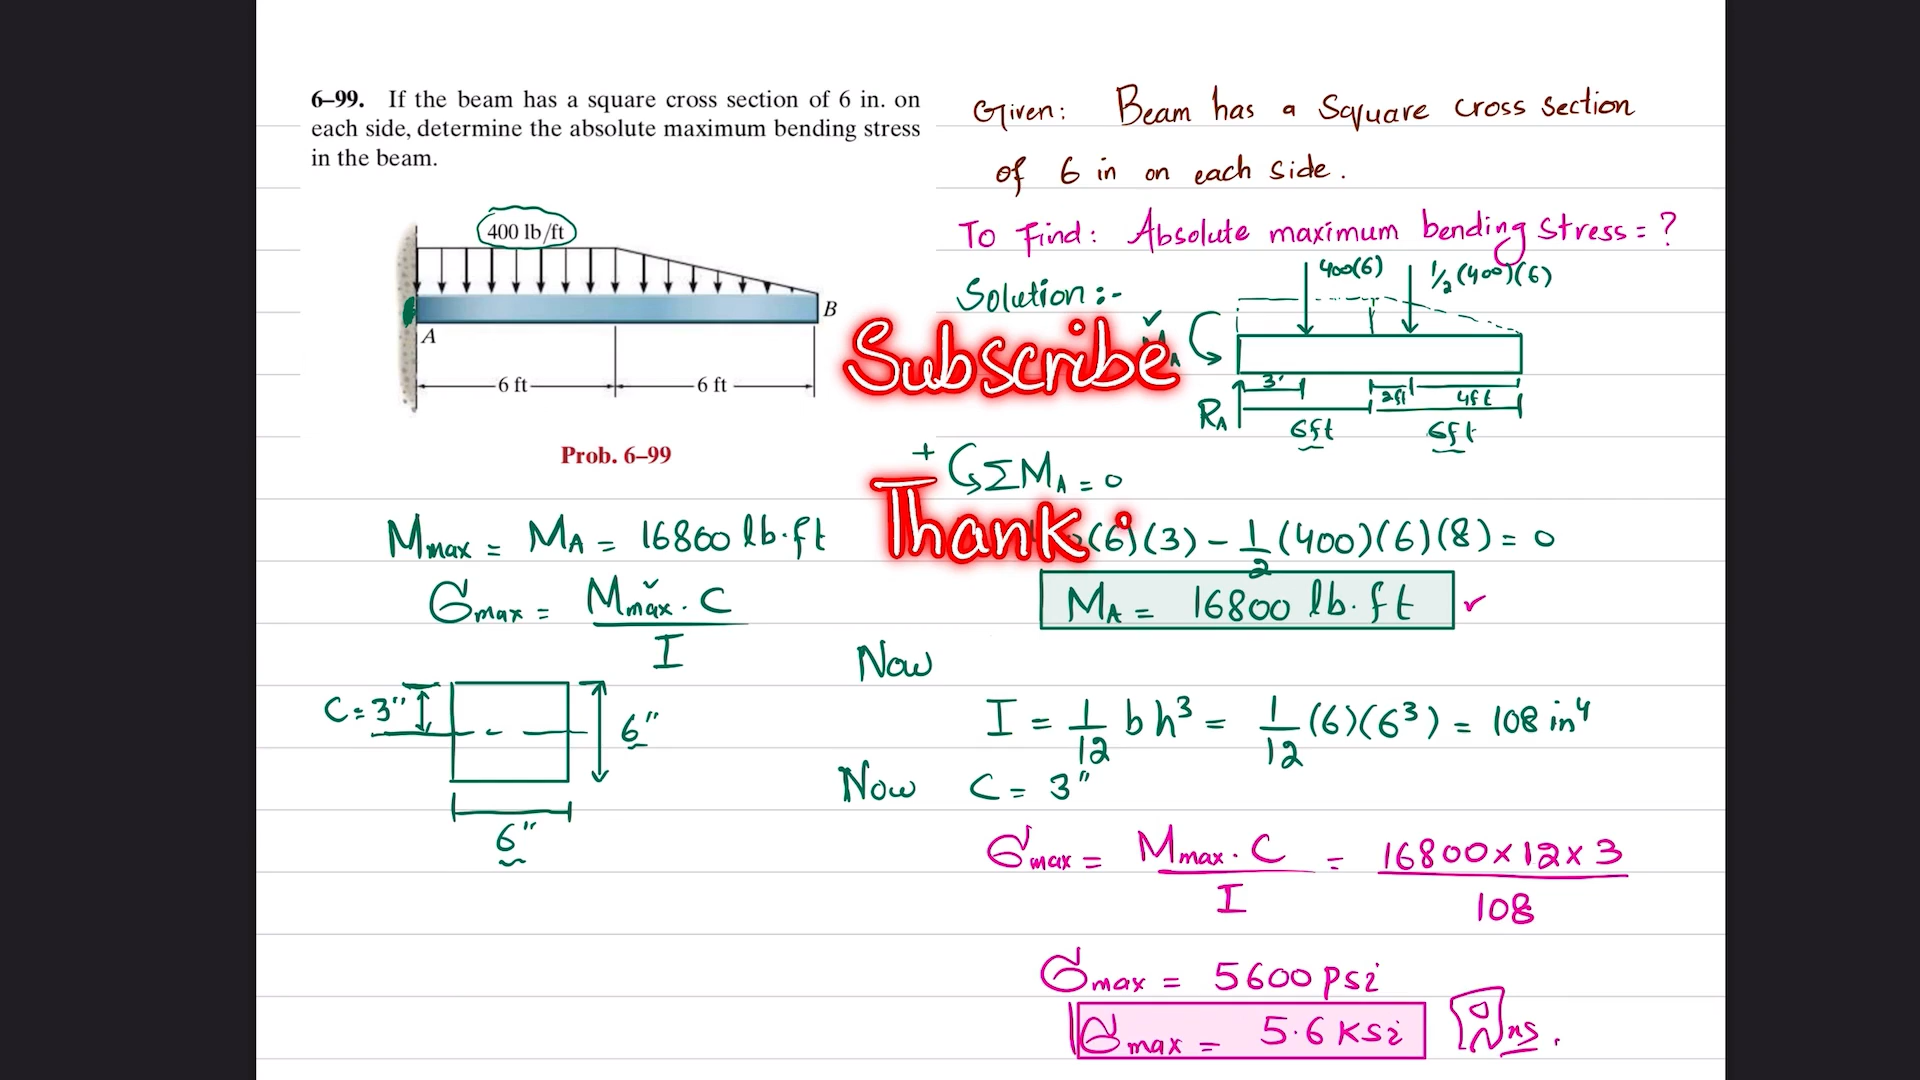 6–99. If the beam has a square cross section of 6 in. on
each side, determine the absolute maximum bending stress
in the beam.
400 lb/ft
B
A
6 ft
6 ft
Prob. 6–99
Given: Beam has a Square cross section
of 6 in on each side.
To Find: Absolute maximum bending stress = ?
Solution :-
400(6)
1/2 (400)(6)
Subscribe
A
3'
2ft
4ft
RA
6ft
6ft
+ ΣMA = 0
Thank
(6)(3) - 1/2 (400)(6)(8) = 0
MA = 16800 lb.ft
Mmax = MA = 16800 lb.ft
σmax = Mmax . C / I
C = 3"
6"
6"
Now
I = 1/12 b h³ = 1/12 (6)(6³) = 108 in⁴
Now C = 3"
σmax = Mmax . C / I = 16800 x 12 x 3 / 108
σmax = 5600 psi
σmax = 5.6 Ksi Ans.